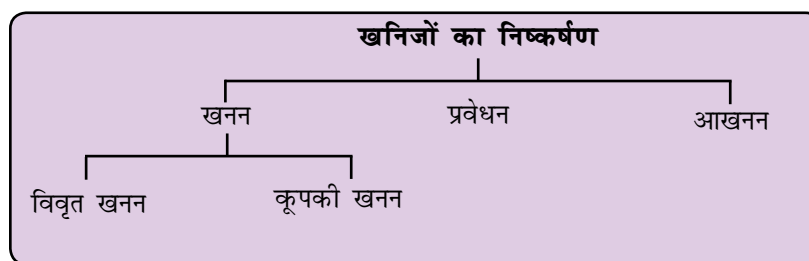 खनिजों का निष्कर्षण
खनन प्रवेधन आखनन
विवृत खनन कूपकी खनन